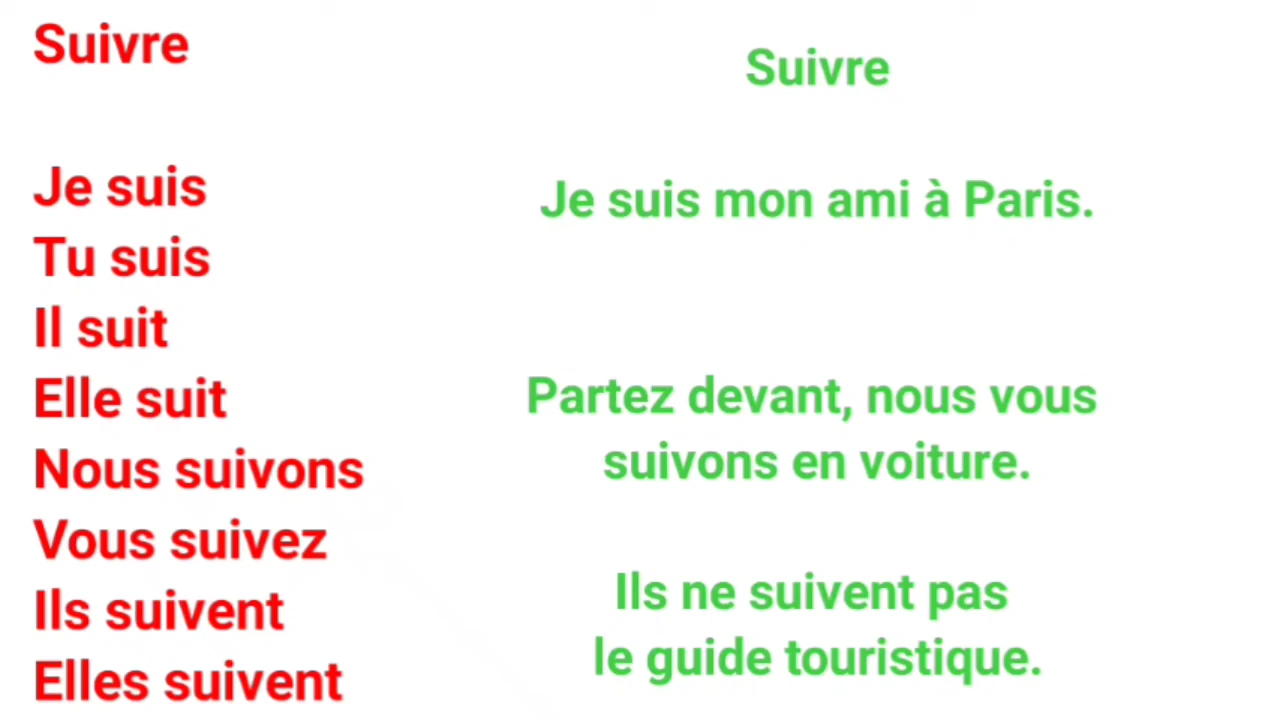 Suivre
Je suis
Tu suis
Il suit
Elle suit
Nous suivons
Vous suivez
Ils suivent
Elles suivent
Suivre
Je suis mon ami à Paris.
Partez devant, nous vous
suivons en voiture.
Ils ne suivent pas
le guide touristique.